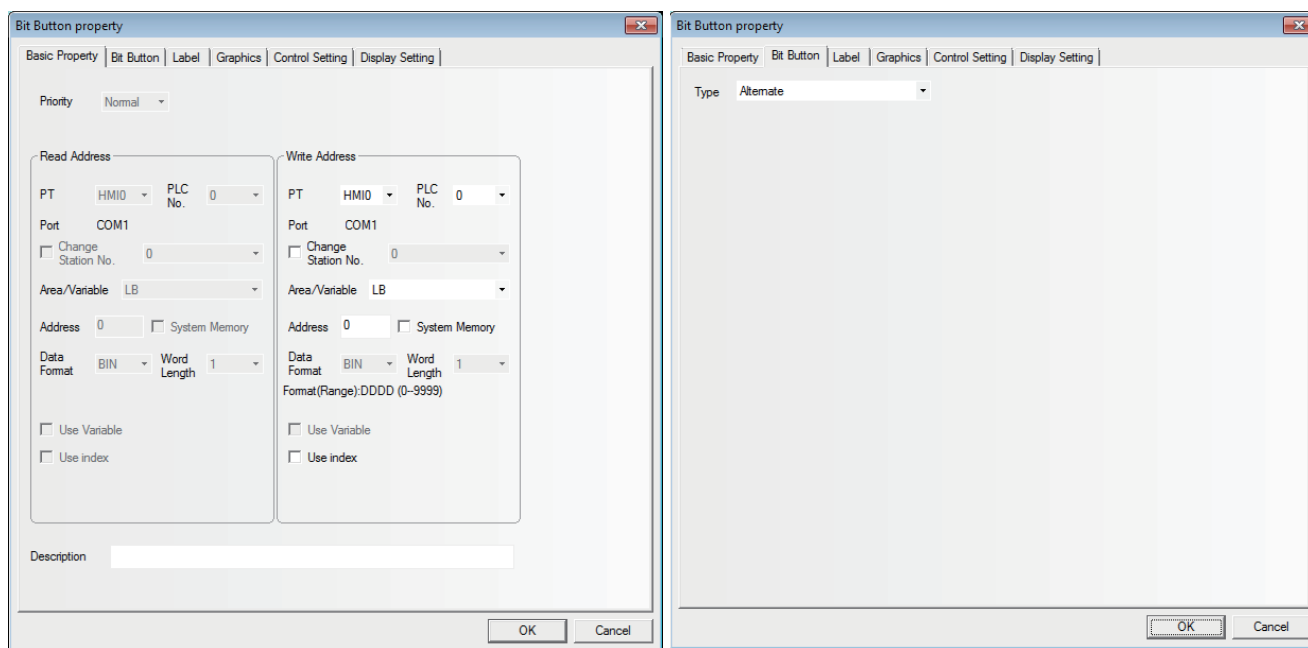 Bit Button property
Basic Property Bit Button Label Graphics Control Setting Display Setting
Priority Normal
Read Address
PT HMI0 PLC No. 0
Port COM1
Change Station No. 0
Area/Variable LB
Address 0 System Memory
Data Format BIN Word Length 1
Use Variable
Use index
Write Address
PT HMI0 PLC No. 0
Port COM1
Change Station No. 0
Area/Variable LB
Address 0 System Memory
Data Format BIN Word Length 1
Format(Range):DDDD (0--9999)
Use Variable
Use index
Description
OK Cancel
Bit Button property
Basic Property Bit Button Label Graphics Control Setting Display Setting
Type Alternate
OK Cancel